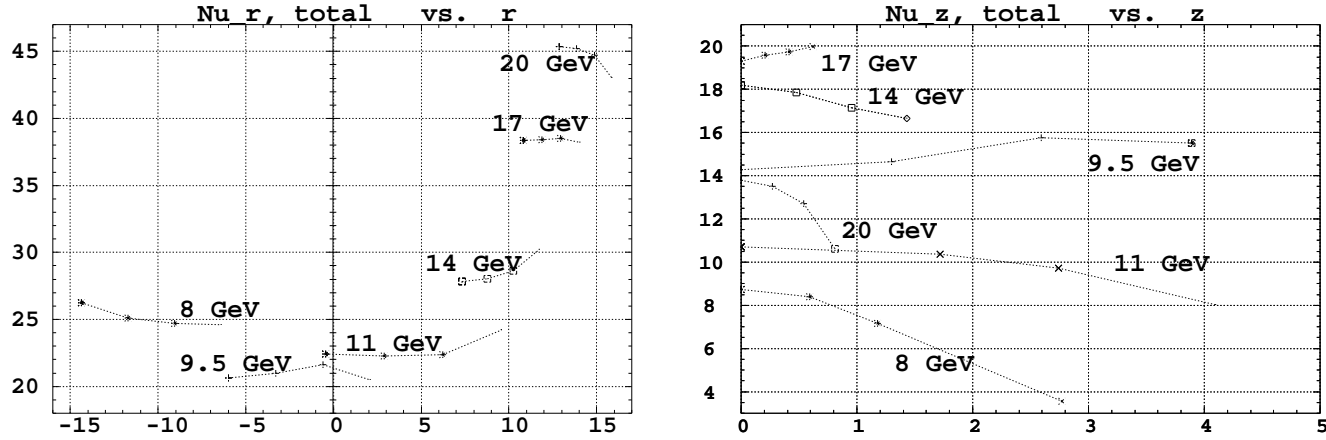 Nu_r, total vs. r
45
40
35
30
25
20
-15
-10
-5
0
5
10
15
20 GeV
17 GeV
14 GeV
8 GeV
11 GeV
9.5 GeV
Nu_z, total vs. z
20
18
16
14
12
10
8
6
4
0
1
2
3
4
5
17 GeV
14 GeV
9.5 GeV
20 GeV
11 GeV
8 GeV